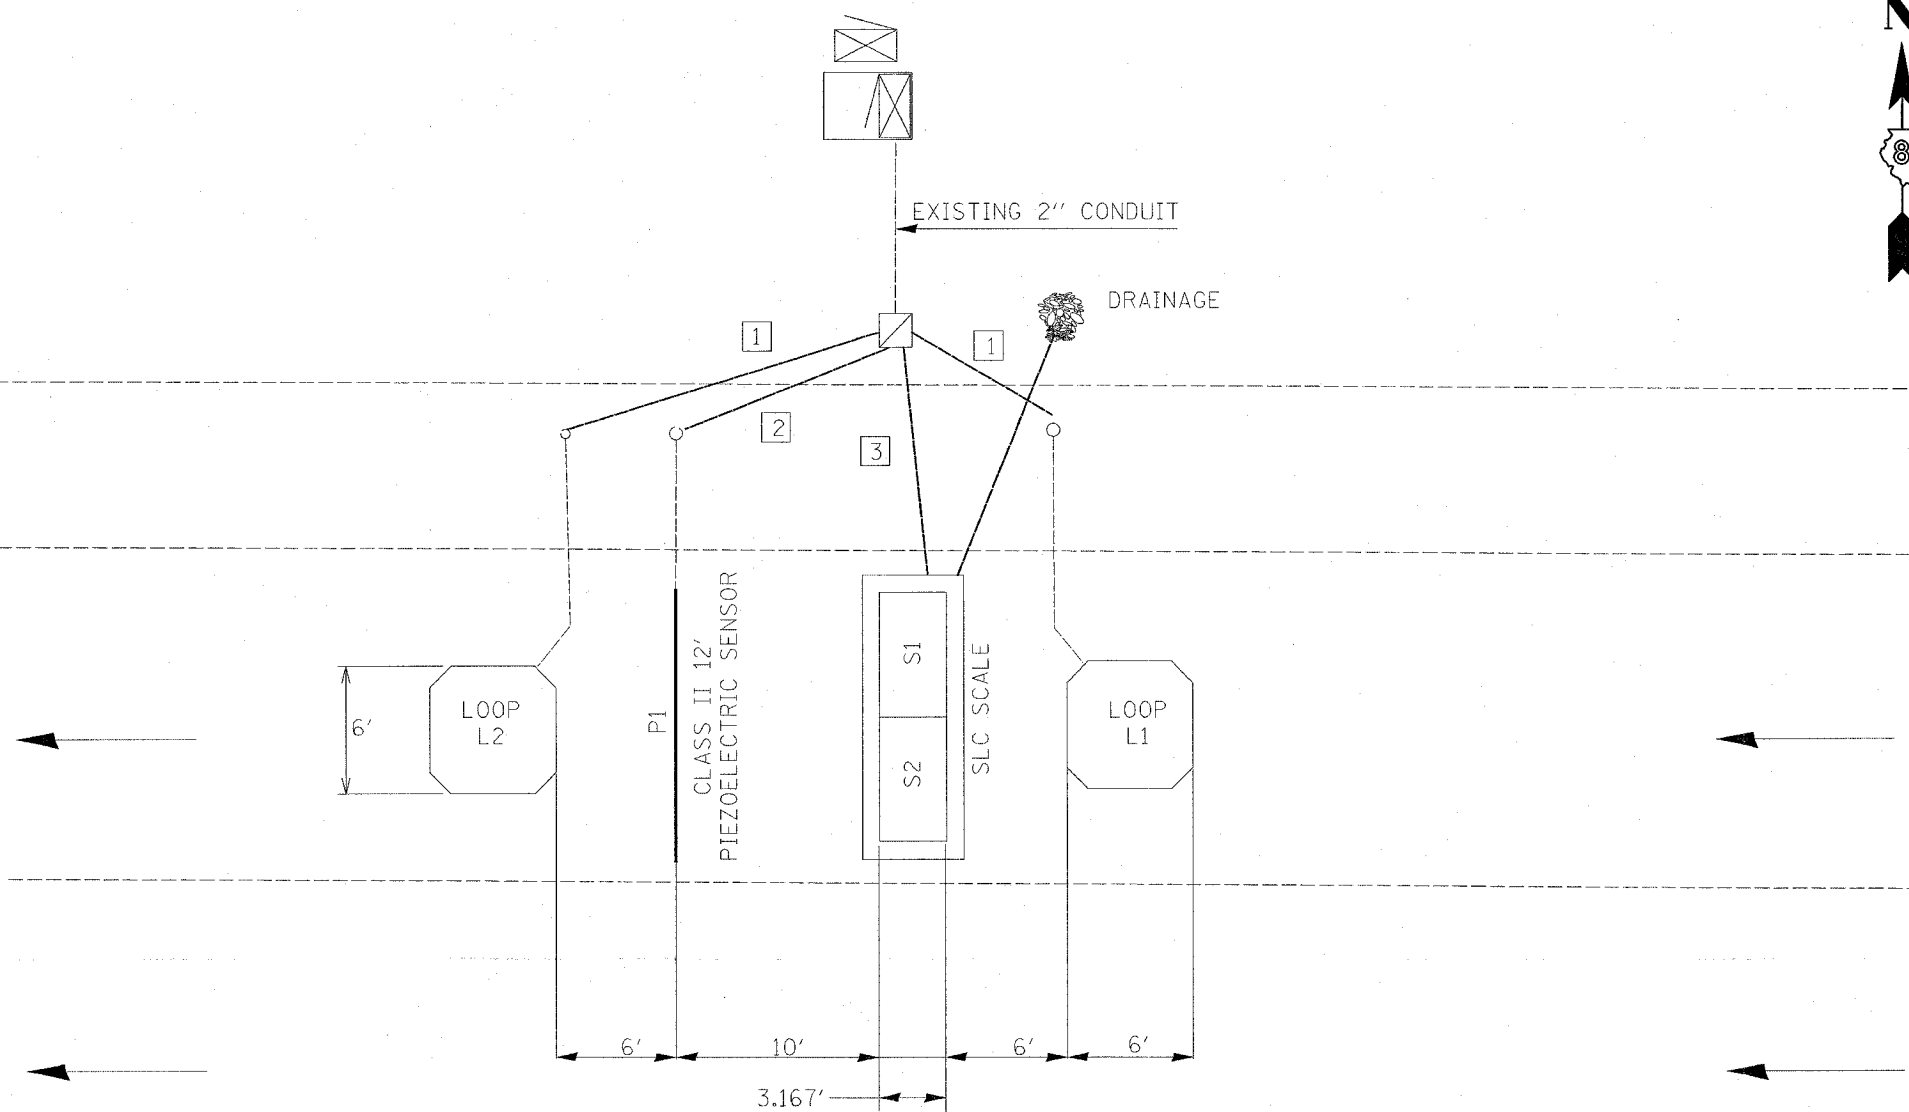 N
8
EXISTING 2'' CONDUIT
DRAINAGE
1
1
2
3
CLASS II 12'
PIEZOELECTRIC SENSOR
P1
S1
S2
SLC SCALE
LOOP
L2
6'
LOOP
L1
6'
10'
6'
6'
3.167'